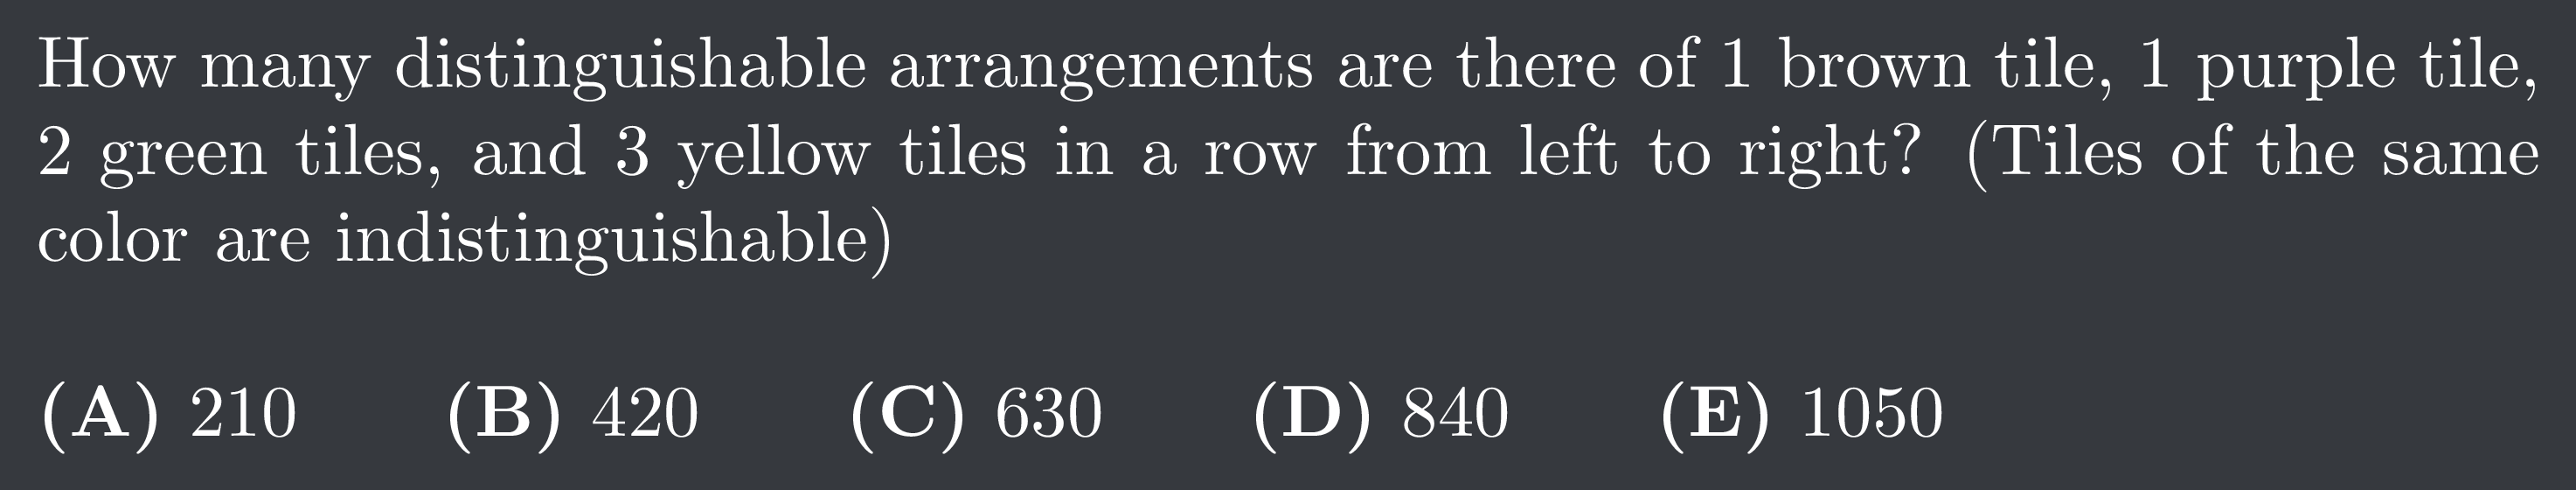 How many distinguishable arrangements are there of 1 brown tile, 1 purple tile,
2 green tiles, and 3 yellow tiles in a row from left to right? (Tiles of the same
color are indistinguishable)
(A) 210 (B) 420 (C) 630 (D) 840 (E) 1050